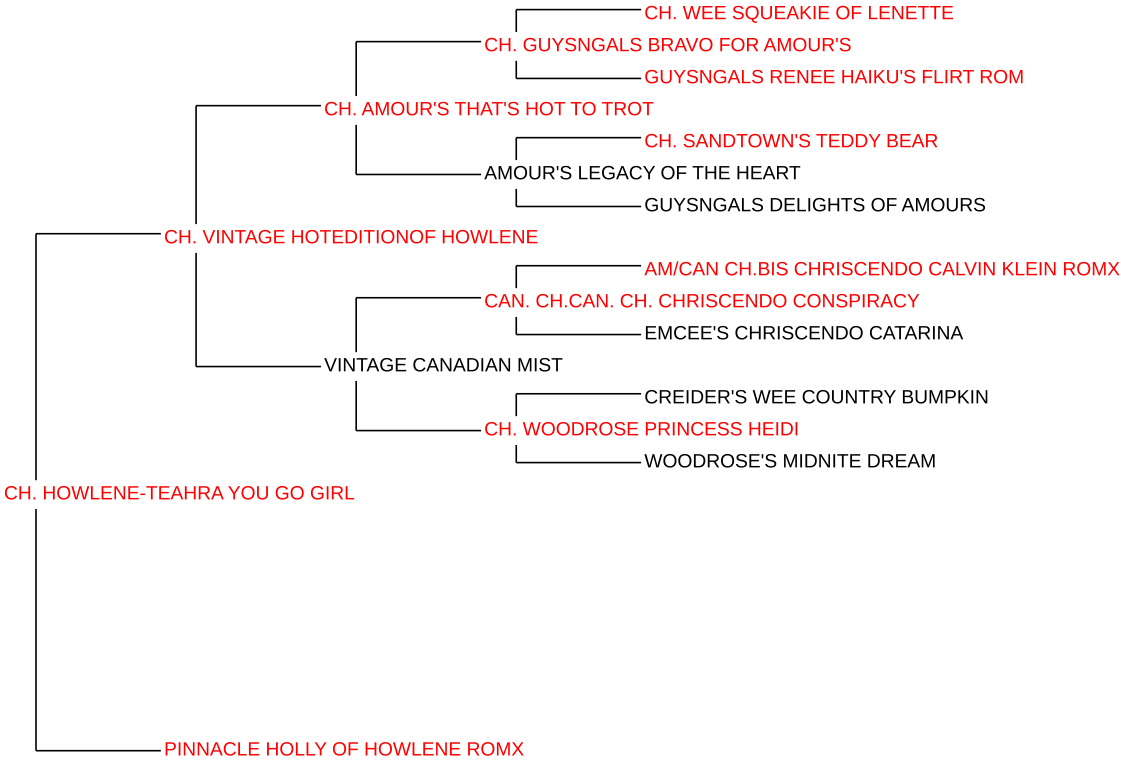 CH. WEE SQUEAKIE OF LENETTE
CH. GUYSNGALS BRAVO FOR AMOUR'S
GUYSNGALS RENEE HAIKU'S FLIRT ROM
CH. AMOUR'S THAT'S HOT TO TROT
CH. SANDTOWN'S TEDDY BEAR
AMOUR'S LEGACY OF THE HEART
GUYSNGALS DELIGHTS OF AMOURS
CH. VINTAGE HOTEDITIONOF HOWLENE
AM/CAN CH.BIS CHRISCENDO CALVIN KLEIN ROMX
CAN. CH.CAN. CH. CHRISCENDO CONSPIRACY
EMCEE'S CHRISCENDO CATARINA
VINTAGE CANADIAN MIST
CREIDER'S WEE COUNTRY BUMPKIN
CH. WOODROSE PRINCESS HEIDI
WOODROSE'S MIDNITE DREAM
CH. HOWLENE-TEAHRA YOU GO GIRL
PINNACLE HOLLY OF HOWLENE ROMX